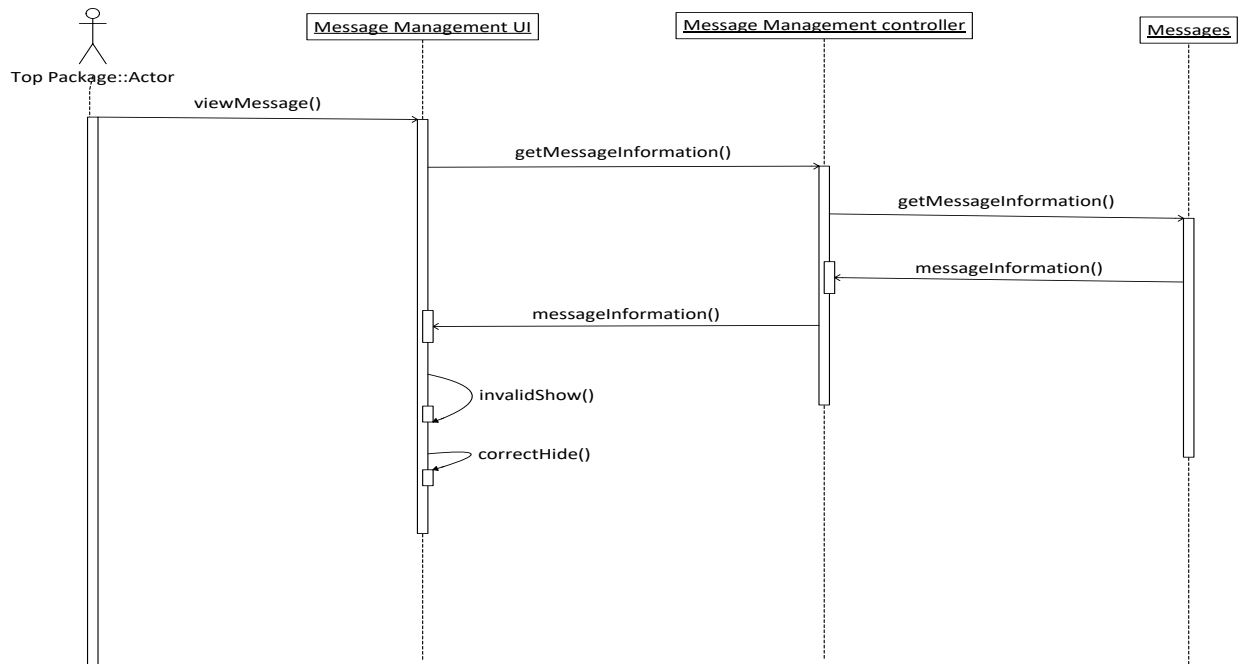 Message Management UI
Message Management controller
Messages
Top Package::Actor
viewMessage()
getMessageInformation()
getMessageInformation()
messageInformation()
messageInformation()
invalidShow()
correctHide()